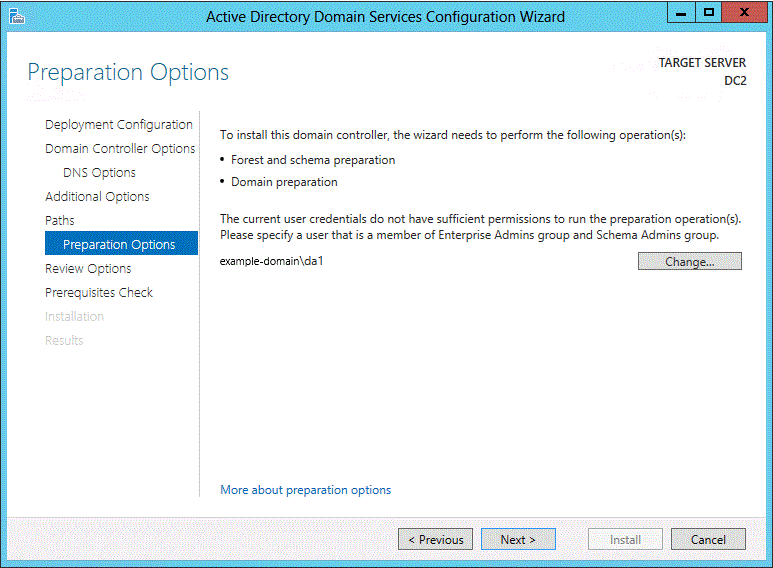 Active Directory Domain Services Configuration Wizard
Preparation Options
TARGET SERVER
DC2
Deployment Configuration
Domain Controller Options
DNS Options
Additional Options
Paths
Preparation Options
Review Options
Prerequisites Check
Installation
Results
To install this domain controller, the wizard needs to perform the following operation(s):
• Forest and schema preparation
• Domain preparation
The current user credentials do not have sufficient permissions to run the preparation operation(s).
Please specify a user that is a member of Enterprise Admins group and Schema Admins group.
example-domain\da1
Change...
More about preparation options
< Previous
Next >
Install
Cancel